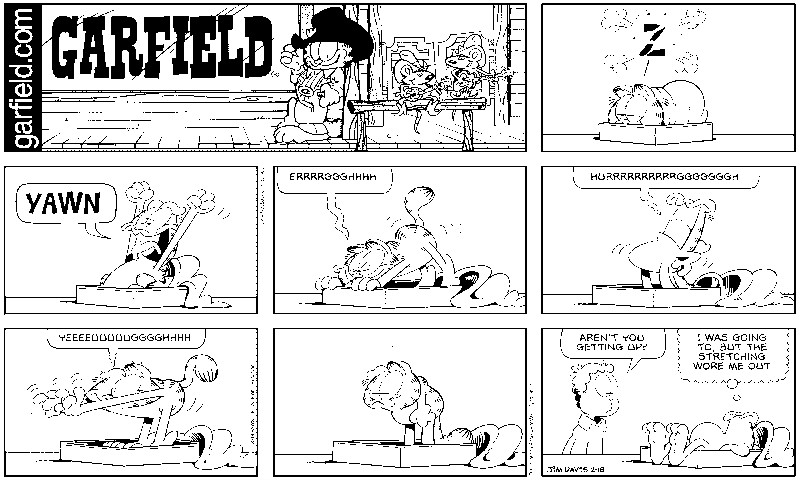 garfield.com
GARFIELD
Z
YAWN
ERRRRGGGHHHH
HURRRRRRRRRRGGGGGGGH
YEEEEUUUUUGGGGHHHH
AREN'T YOU
GETTING UP?
I WAS GOING
TO, BUT THE
STRETCHING
WORE ME OUT
JIM DAVIS 2-18